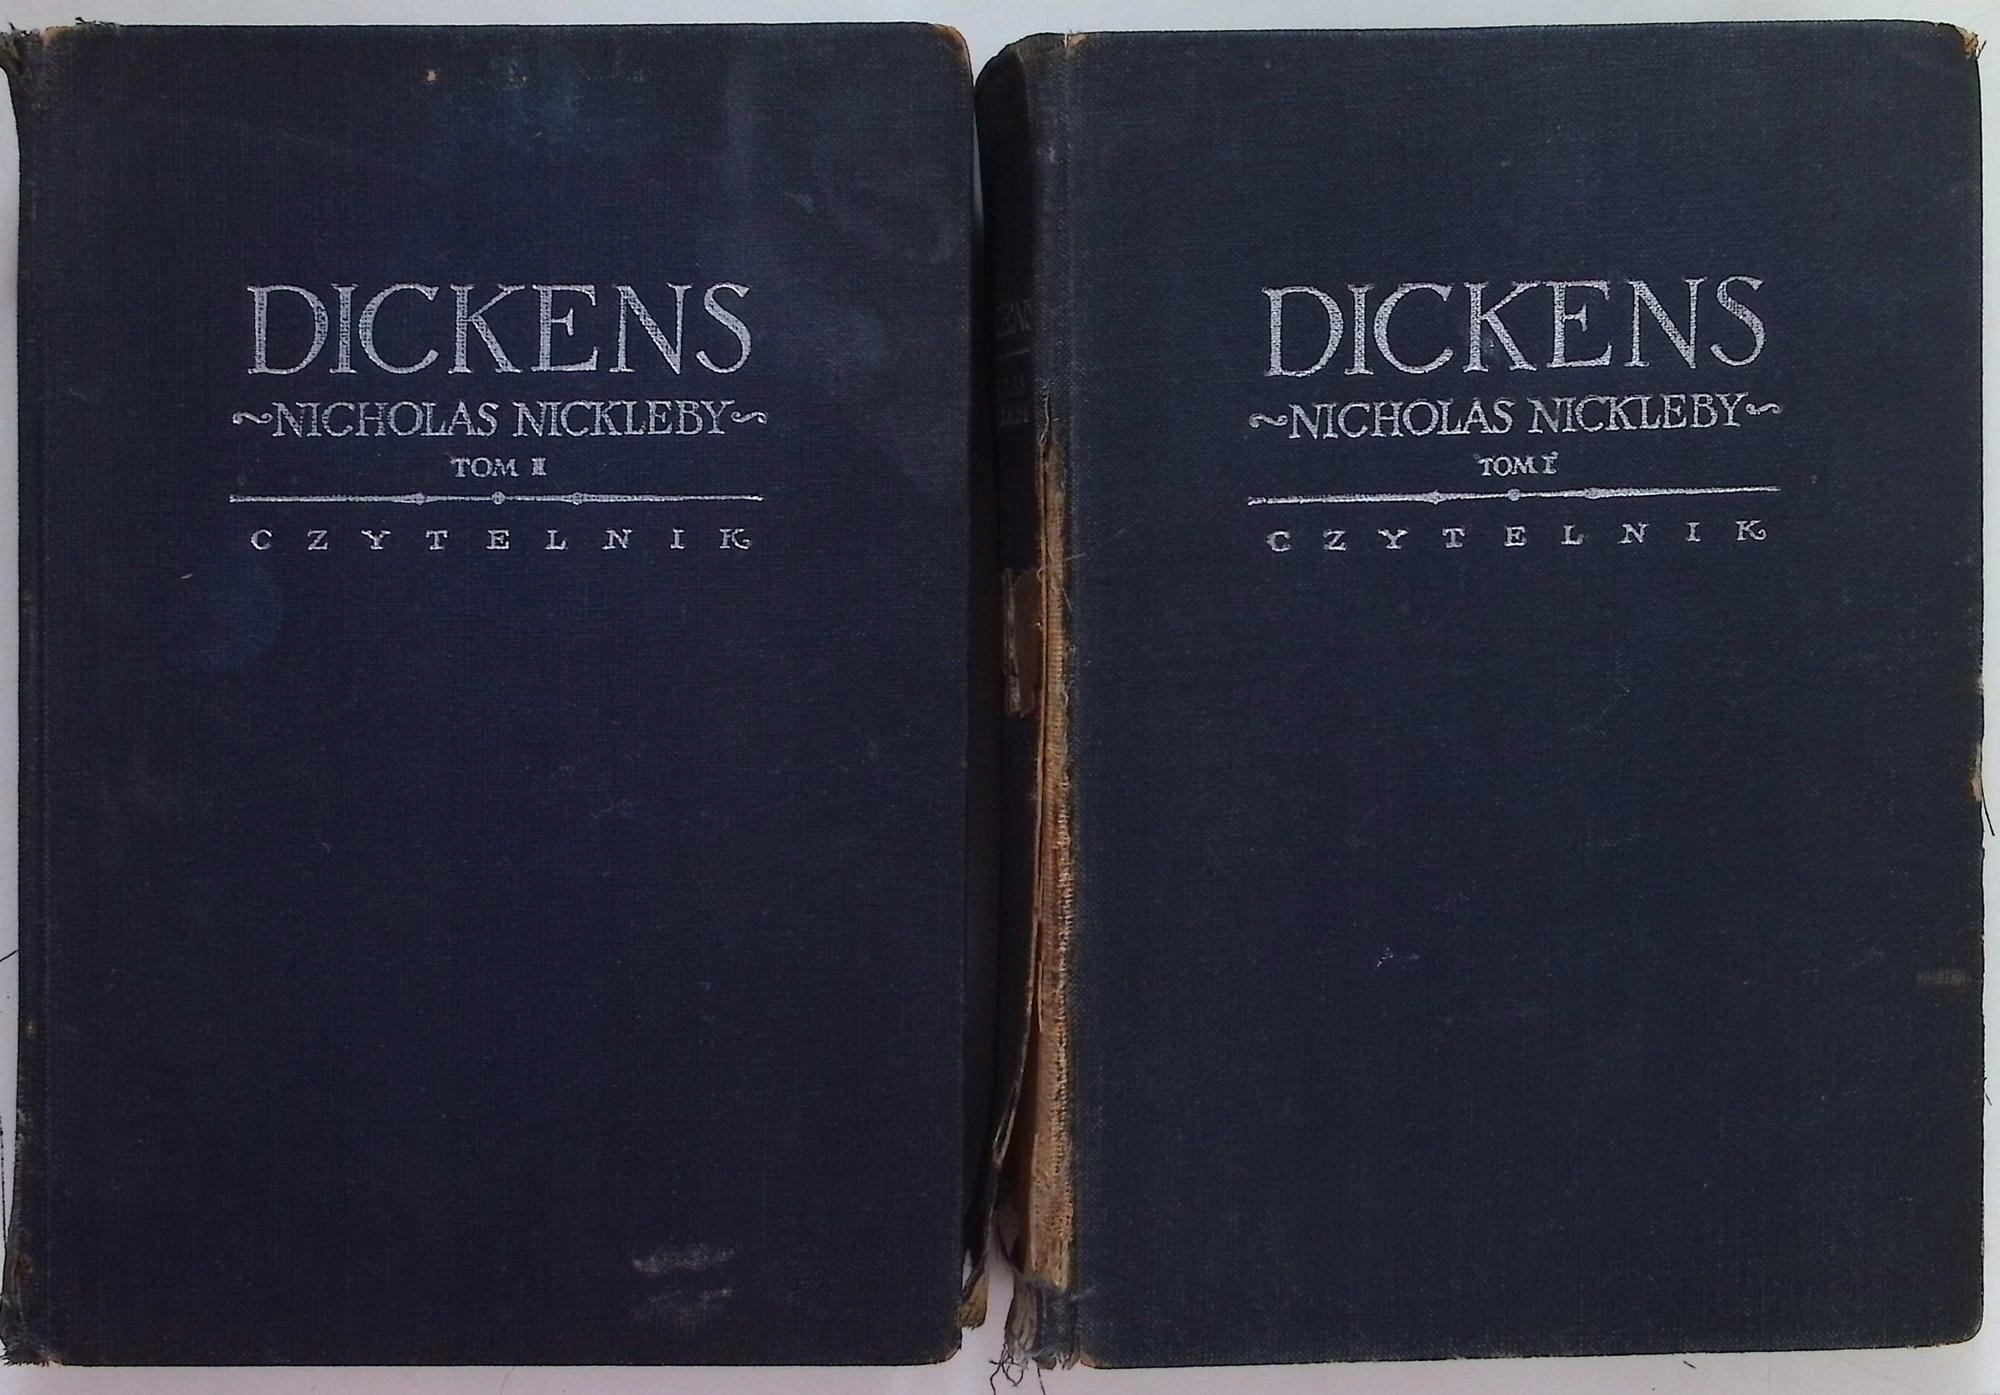 DICKENS
~NICHOLAS NICKLEBY~
TOM II
CZYTELNIK
DICKENS
~NICHOLAS NICKLEBY~
TOM I
CZYTELNIK